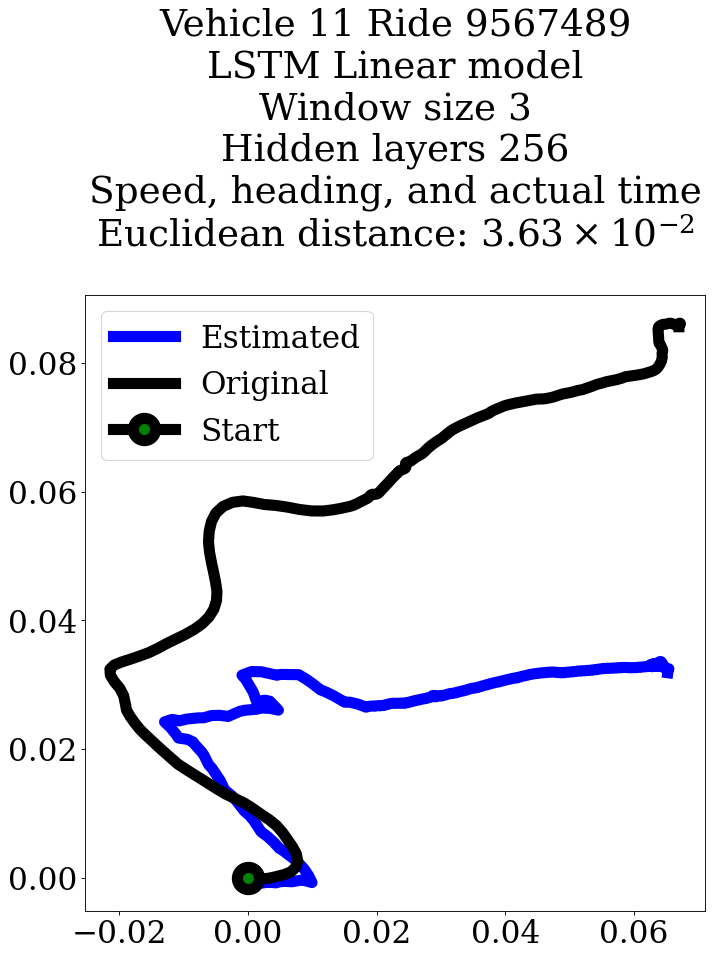 Vehicle 11 Ride 9567489
LSTM Linear model
Window size 3
Hidden layers 256
Speed, heading, and actual time
Euclidean distance: 3.63 × 10⁻²
Estimated
Original
Start
0.08
0.06
0.04
0.02
0.00
−0.02 0.00 0.02 0.04 0.06